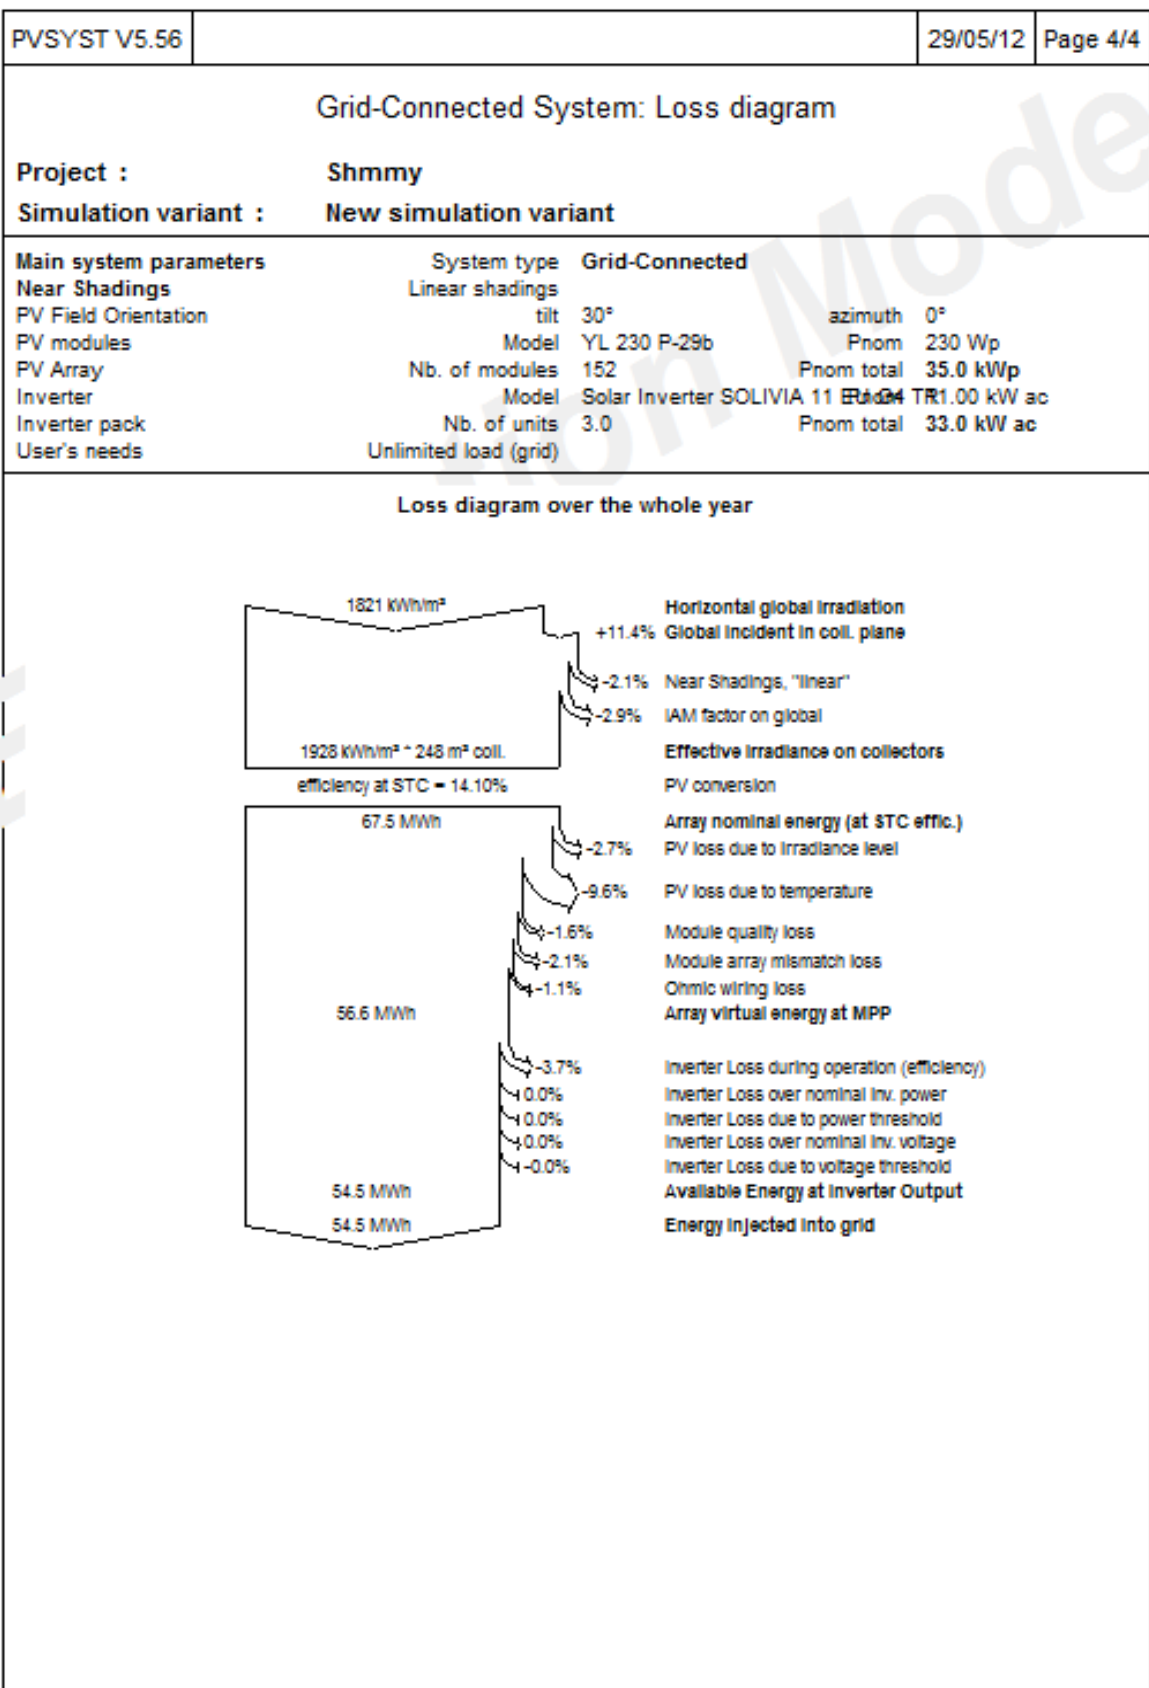 PVSYST V5.56 29/05/12 Page 4/4
Grid-Connected System: Loss diagram
Project : Shmmy
Simulation variant : New simulation variant
Main system parameters System type Grid-Connected
Near Shadings Linear shadings
PV Field Orientation tilt 30° azimuth 0°
PV modules Model YL 230 P-29b Pnom 230 Wp
PV Array Nb. of modules 152 Pnom total 35.0 kWp
Inverter Model Solar Inverter SOLIVIA 11 EU G4 TR 1.00 kW ac
Inverter pack Nb. of units 3.0 Pnom total 33.0 kW ac
User's needs Unlimited load (grid)
Loss diagram over the whole year
1821 kWh/m² Horizontal global irradiation
+11.4% Global incident in coll. plane
-2.1% Near Shadings, "linear"
-2.9% IAM factor on global
1928 kWh/m² * 248 m² coll. Effective irradiance on collectors
efficiency at STC = 14.10% PV conversion
67.5 MWh Array nominal energy (at STC effic.)
-2.7% PV loss due to irradiance level
-9.6% PV loss due to temperature
-1.6% Module quality loss
-2.1% Module array mismatch loss
-1.1% Ohmic wiring loss
56.6 MWh Array virtual energy at MPP
-3.7% Inverter Loss during operation (efficiency)
0.0% Inverter Loss over nominal inv. power
0.0% Inverter Loss due to power threshold
0.0% Inverter Loss over nominal inv. voltage
-0.0% Inverter Loss due to voltage threshold
54.5 MWh Available Energy at Inverter Output
54.5 MWh Energy injected into grid
tion Mode